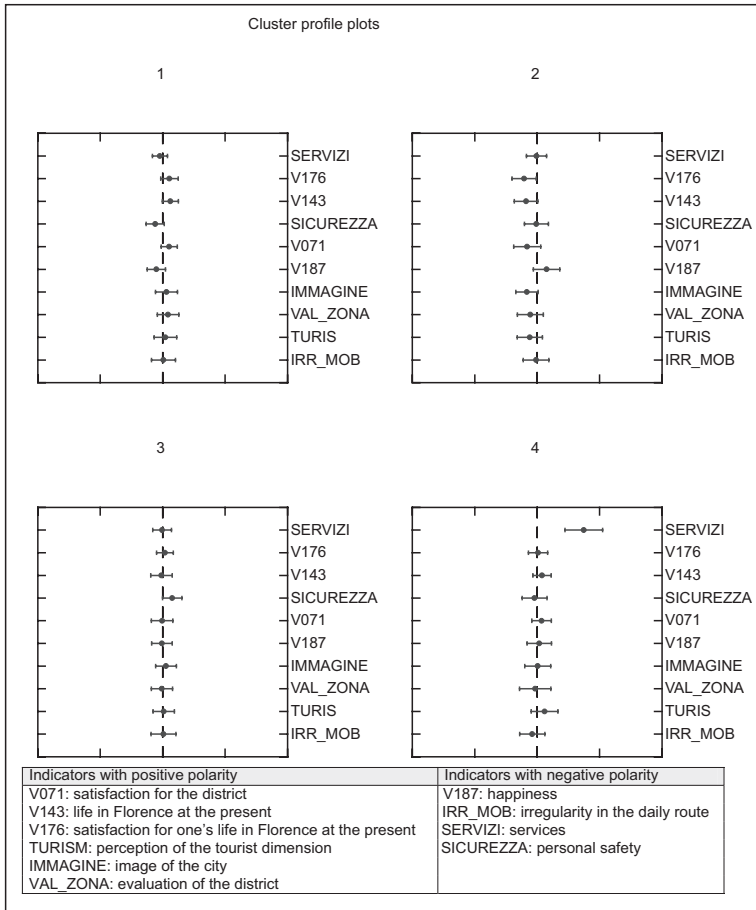 Cluster profile plots
1
2
SERVIZI
V176
V143
SICUREZZA
V071
V187
IMMAGINE
VAL_ZONA
TURIS
IRR_MOB
SERVIZI
V176
V143
SICUREZZA
V071
V187
IMMAGINE
VAL_ZONA
TURIS
IRR_MOB
3
4
SERVIZI
V176
V143
SICUREZZA
V071
V187
IMMAGINE
VAL_ZONA
TURIS
IRR_MOB
SERVIZI
V176
V143
SICUREZZA
V071
V187
IMMAGINE
VAL_ZONA
TURIS
IRR_MOB
Indicators with positive polarity
V071: satisfaction for the district
V143: life in Florence at the present
V176: satisfaction for one's life in Florence at the present
TURISM: perception of the tourist dimension
IMMAGINE: image of the city
VAL_ZONA: evaluation of the district
Indicators with negative polarity
V187: happiness
IRR_MOB: irregularity in the daily route
SERVIZI: services
SICUREZZA: personal safety